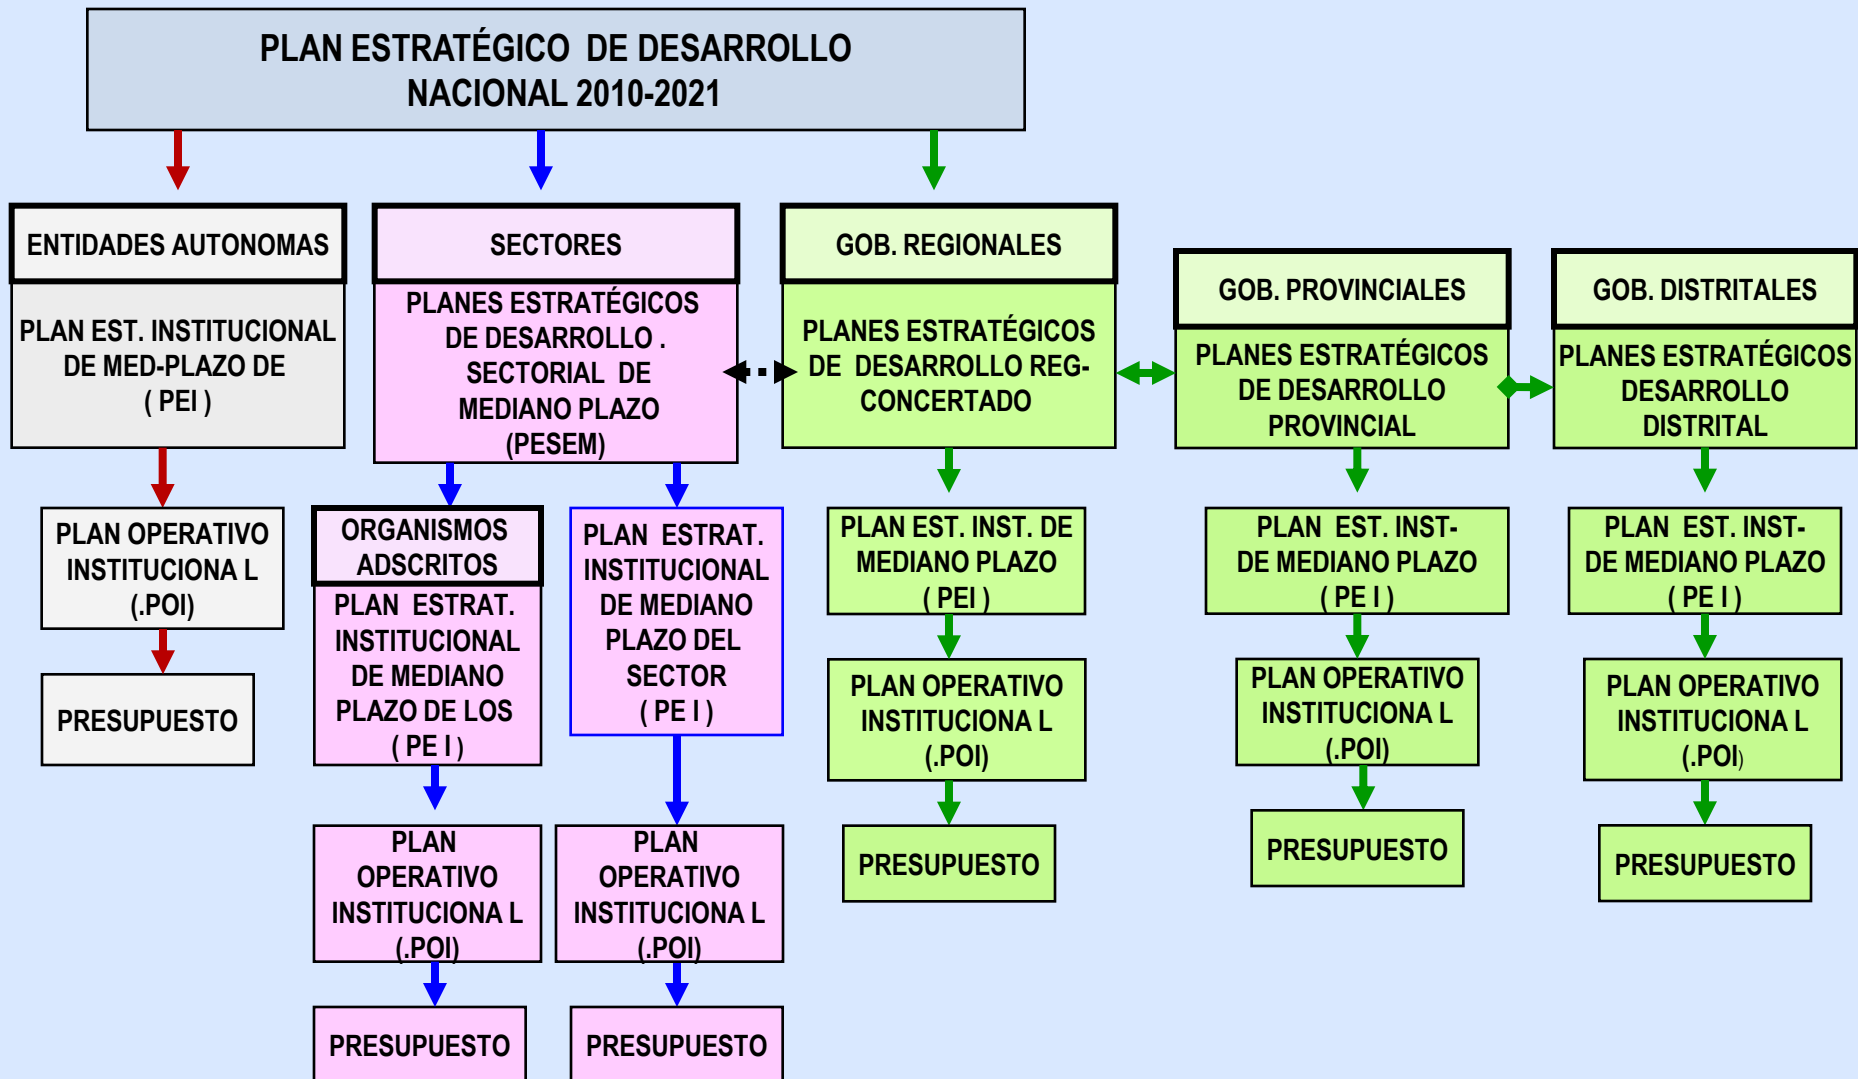 PLAN ESTRATÉGICO DE DESARROLLO
NACIONAL 2010-2021
ENTIDADES AUTONOMAS
PLAN EST. INSTITUCIONAL
DE MED-PLAZO DE
( PEI )
PLAN OPERATIVO
INSTITUCIONA L
(.POI)
PRESUPUESTO
SECTORES
PLANES ESTRATÉGICOS
DE DESARROLLO .
SECTORIAL DE
MEDIANO PLAZO
(PESEM)
ORGANISMOS
ADSCRITOS
PLAN ESTRAT.
INSTITUCIONAL
DE MEDIANO
PLAZO DE LOS
( PE I )
PLAN
OPERATIVO
INSTITUCIONA L
(.POI)
PRESUPUESTO
PLAN ESTRAT.
INSTITUCIONAL
DE MEDIANO
PLAZO DEL
SECTOR
( PE I )
PLAN
OPERATIVO
INSTITUCIONA L
(.POI)
PRESUPUESTO
GOB. REGIONALES
PLANES ESTRATÉGICOS
DE DESARROLLO REG-
CONCERTADO
PLAN EST. INST. DE
MEDIANO PLAZO
( PEI )
PLAN OPERATIVO
INSTITUCIONA L
(.POI)
PRESUPUESTO
GOB. PROVINCIALES
PLANES ESTRATÉGICOS
DE DESARROLLO
PROVINCIAL
PLAN EST. INST-
DE MEDIANO PLAZO
( PE I )
PLAN OPERATIVO
INSTITUCIONA L
(.POI)
PRESUPUESTO
GOB. DISTRITALES
PLANES ESTRATÉGICOS
DESARROLLO
DISTRITAL
PLAN EST. INST-
DE MEDIANO PLAZO
( PE I )
PLAN OPERATIVO
INSTITUCIONA L
(.POI)
PRESUPUESTO